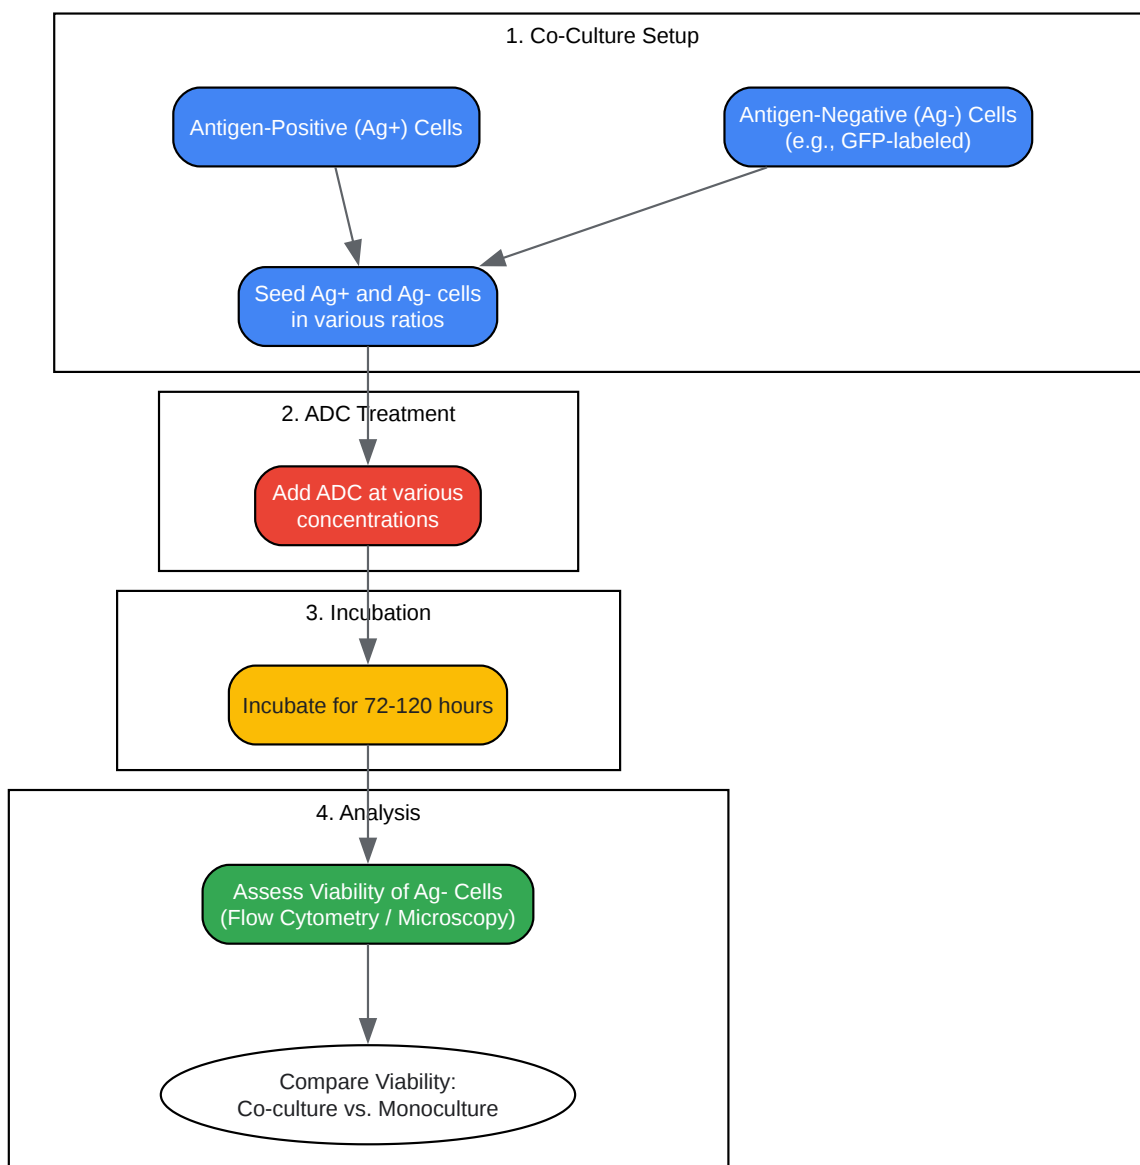 1. Co-Culture Setup
Antigen-Positive (Ag+) Cells
Antigen-Negative (Ag-) Cells
(e.g., GFP-labeled)
Seed Ag+ and Ag- cells
in various ratios
2. ADC Treatment
Add ADC at various
concentrations
3. Incubation
Incubate for 72-120 hours
4. Analysis
Assess Viability of Ag- Cells
(Flow Cytometry / Microscopy)
Compare Viability:
Co-culture vs. Monoculture